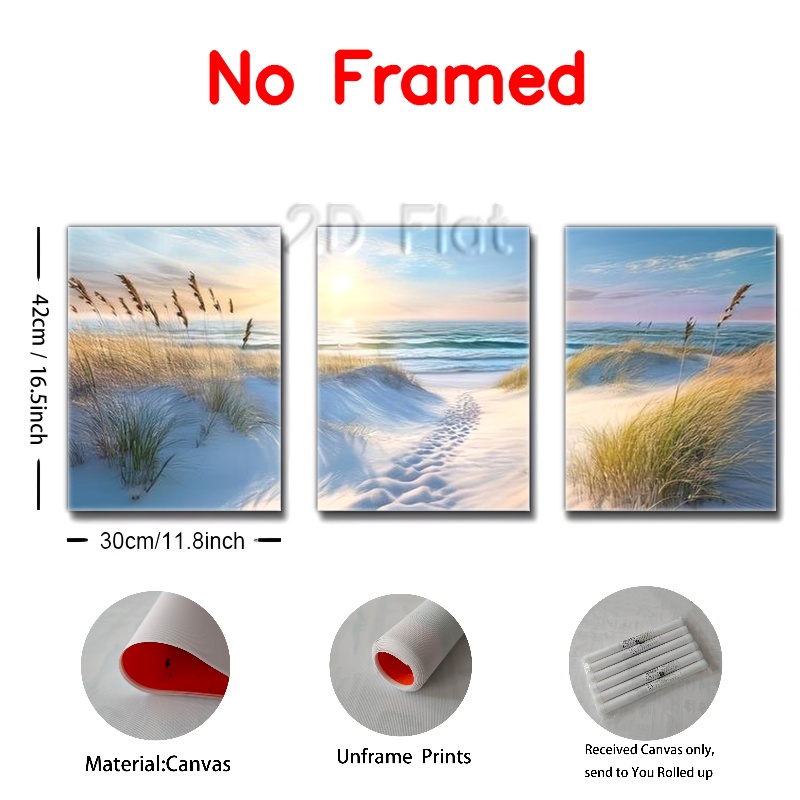 No Framed
2D Flat
42cm / 16.5inch
30cm/11.8inch
Material:Canvas
Unframe Prints
Received Canvas only,
send to You Rolled up